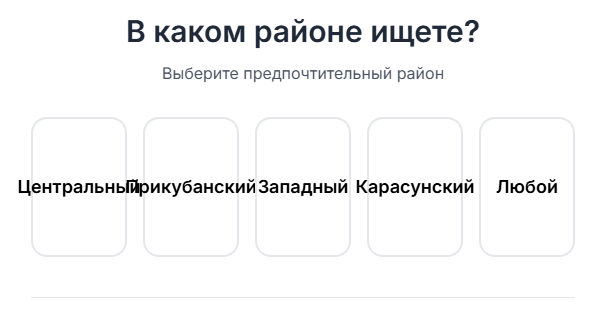 В каком районе ищете?
Выберите предпочтительный район
Центральный Прикубанский Западный Карасунский Любой